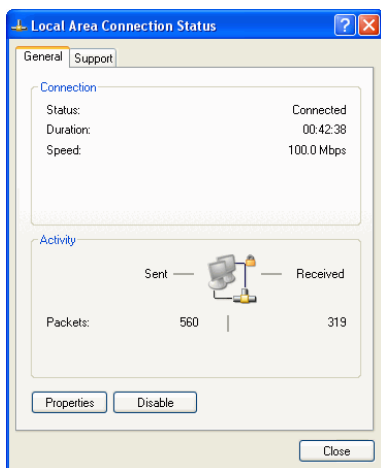 Local Area Connection Status
General Support
Connection
Status: Connected
Duration: 00:42:38
Speed: 100.0 Mbps
Activity
Sent — — Received
Packets: 560 | 319
Properties Disable
Close